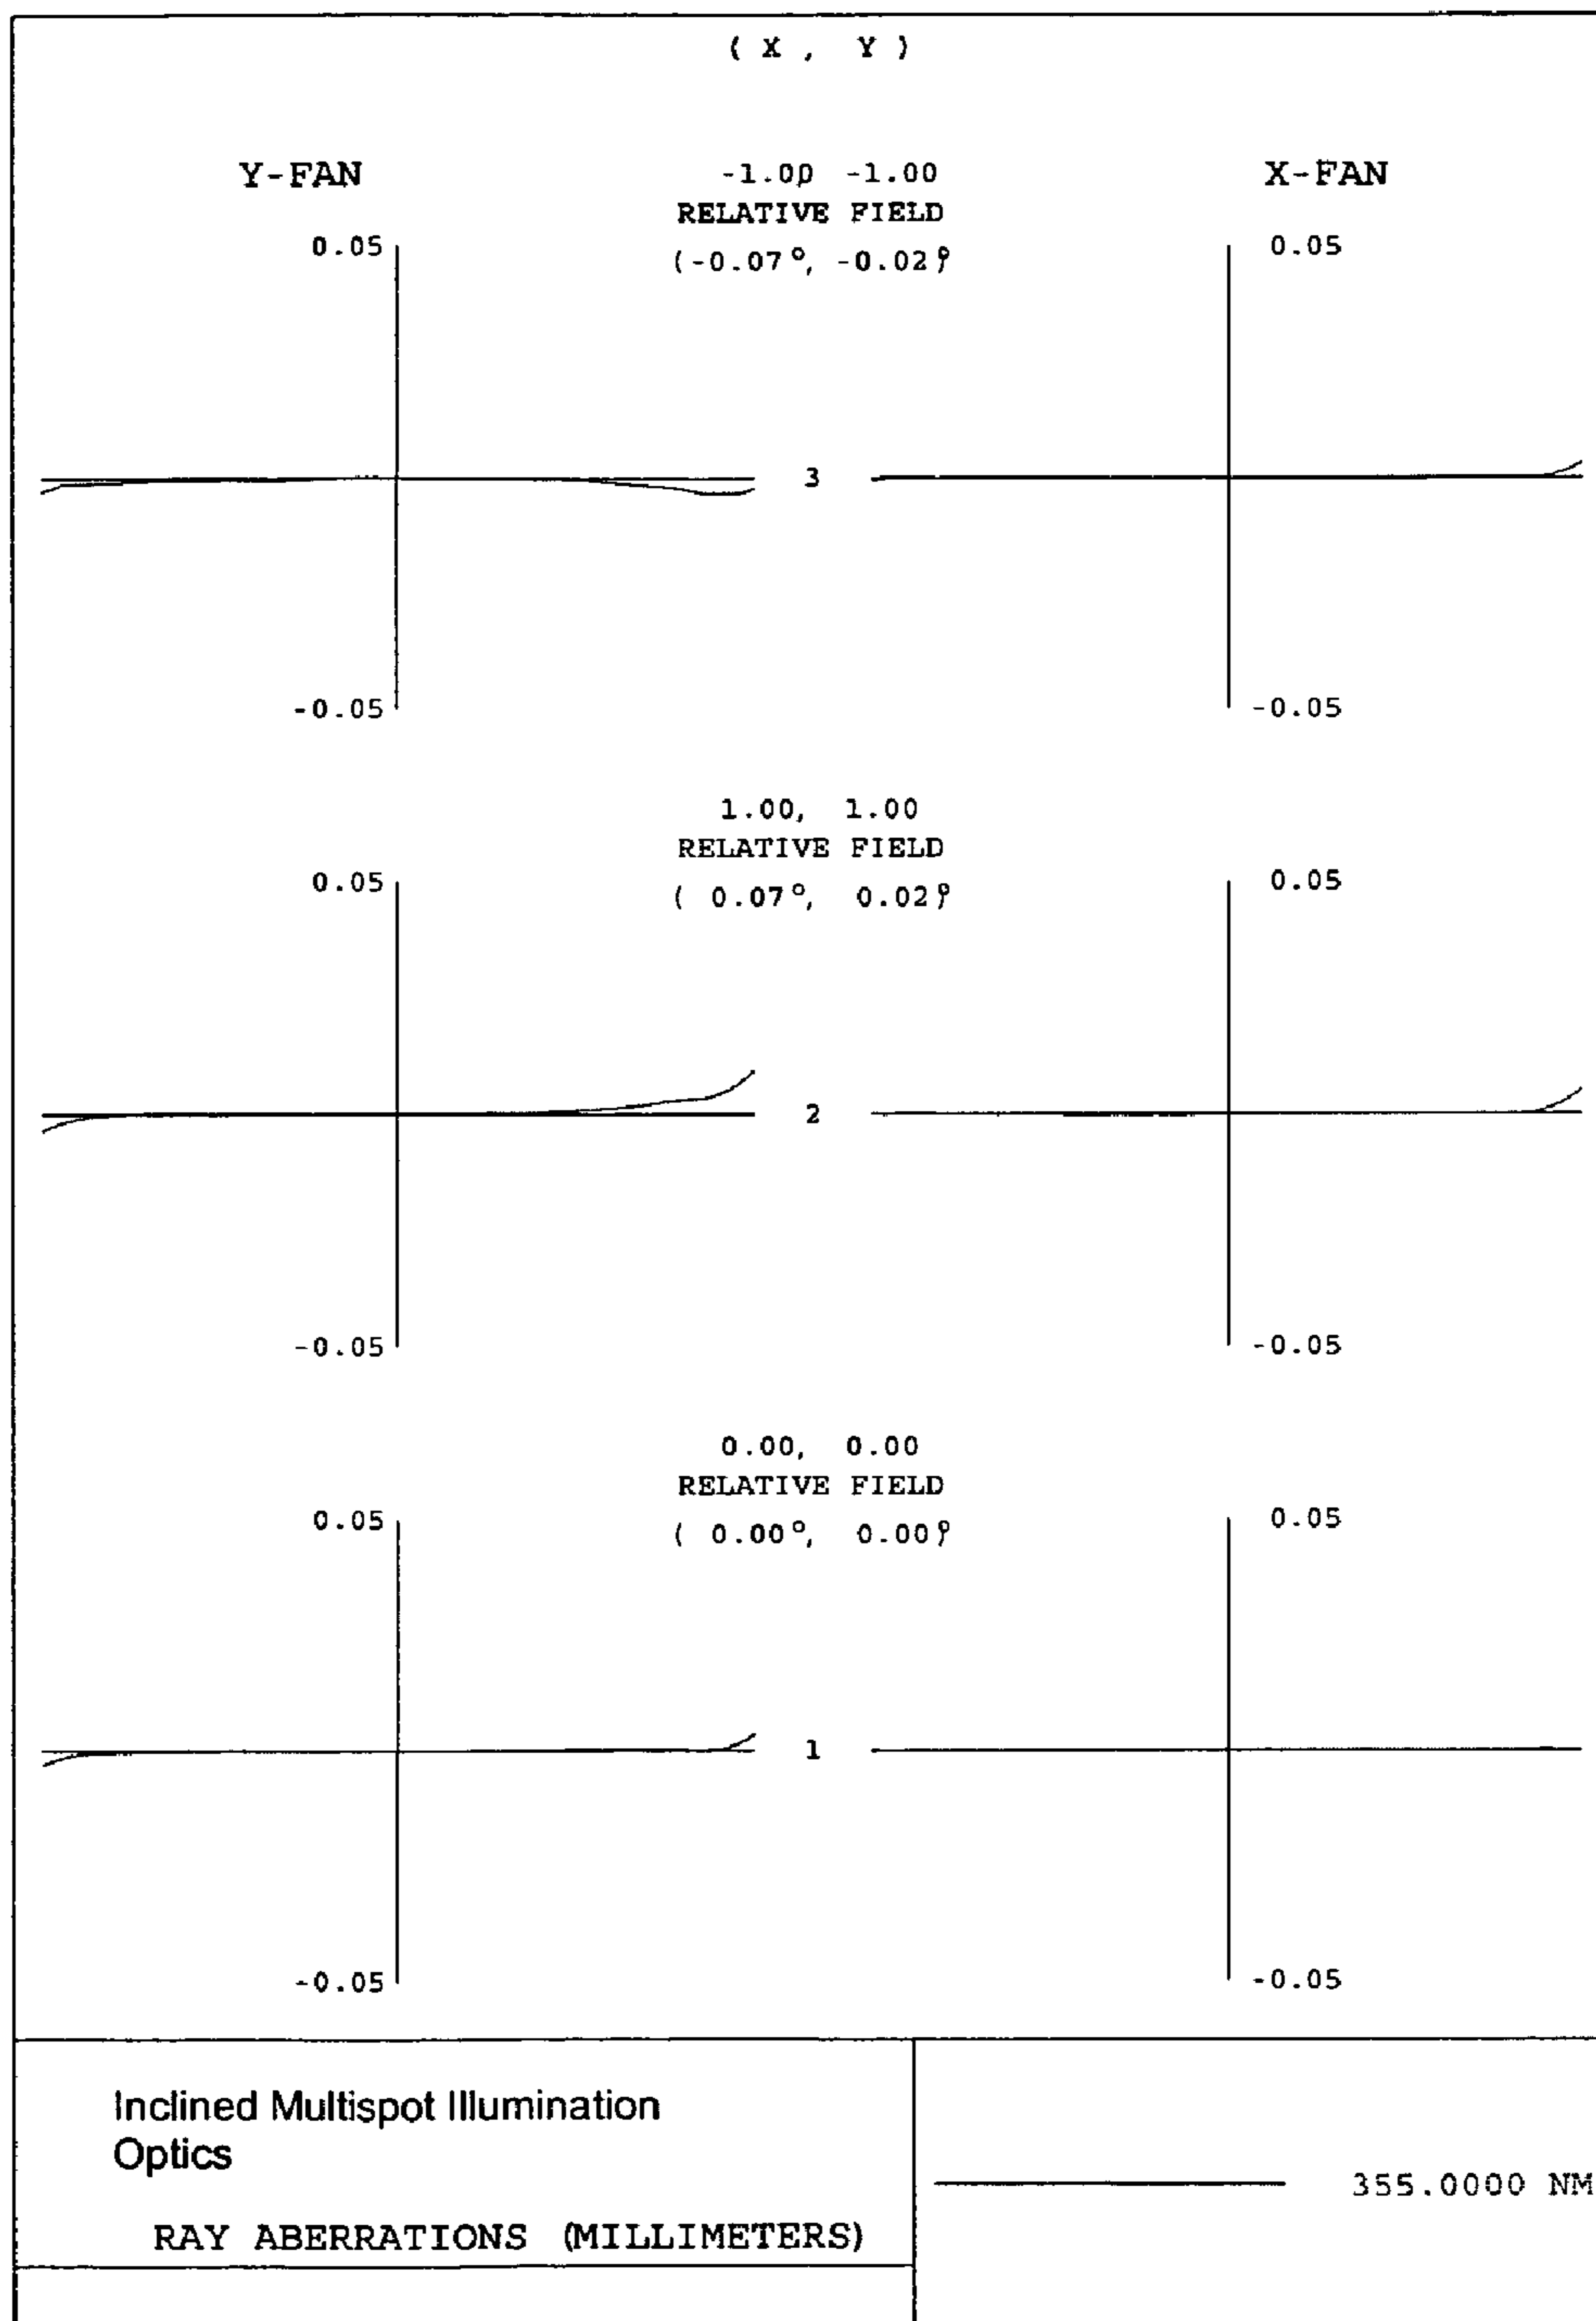 ( X , Y )
Y-FAN
-1.00 -1.00
X-FAN
RELATIVE FIELD
0.05
(-0.07°, -0.02°)
0.05
3
-0.05
-0.05
1.00, 1.00
RELATIVE FIELD
0.05
( 0.07°, 0.02°)
0.05
2
-0.05
-0.05
0.00, 0.00
RELATIVE FIELD
0.05
( 0.00°, 0.00°)
0.05
1
-0.05
-0.05
Inclined Multispot Illumination
Optics
355.0000 NM
RAY ABERRATIONS (MILLIMETERS)